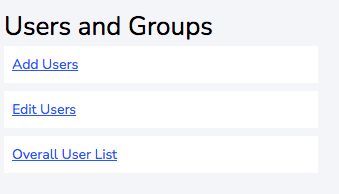 Users and Groups
Add Users
Edit Users
Overall User List